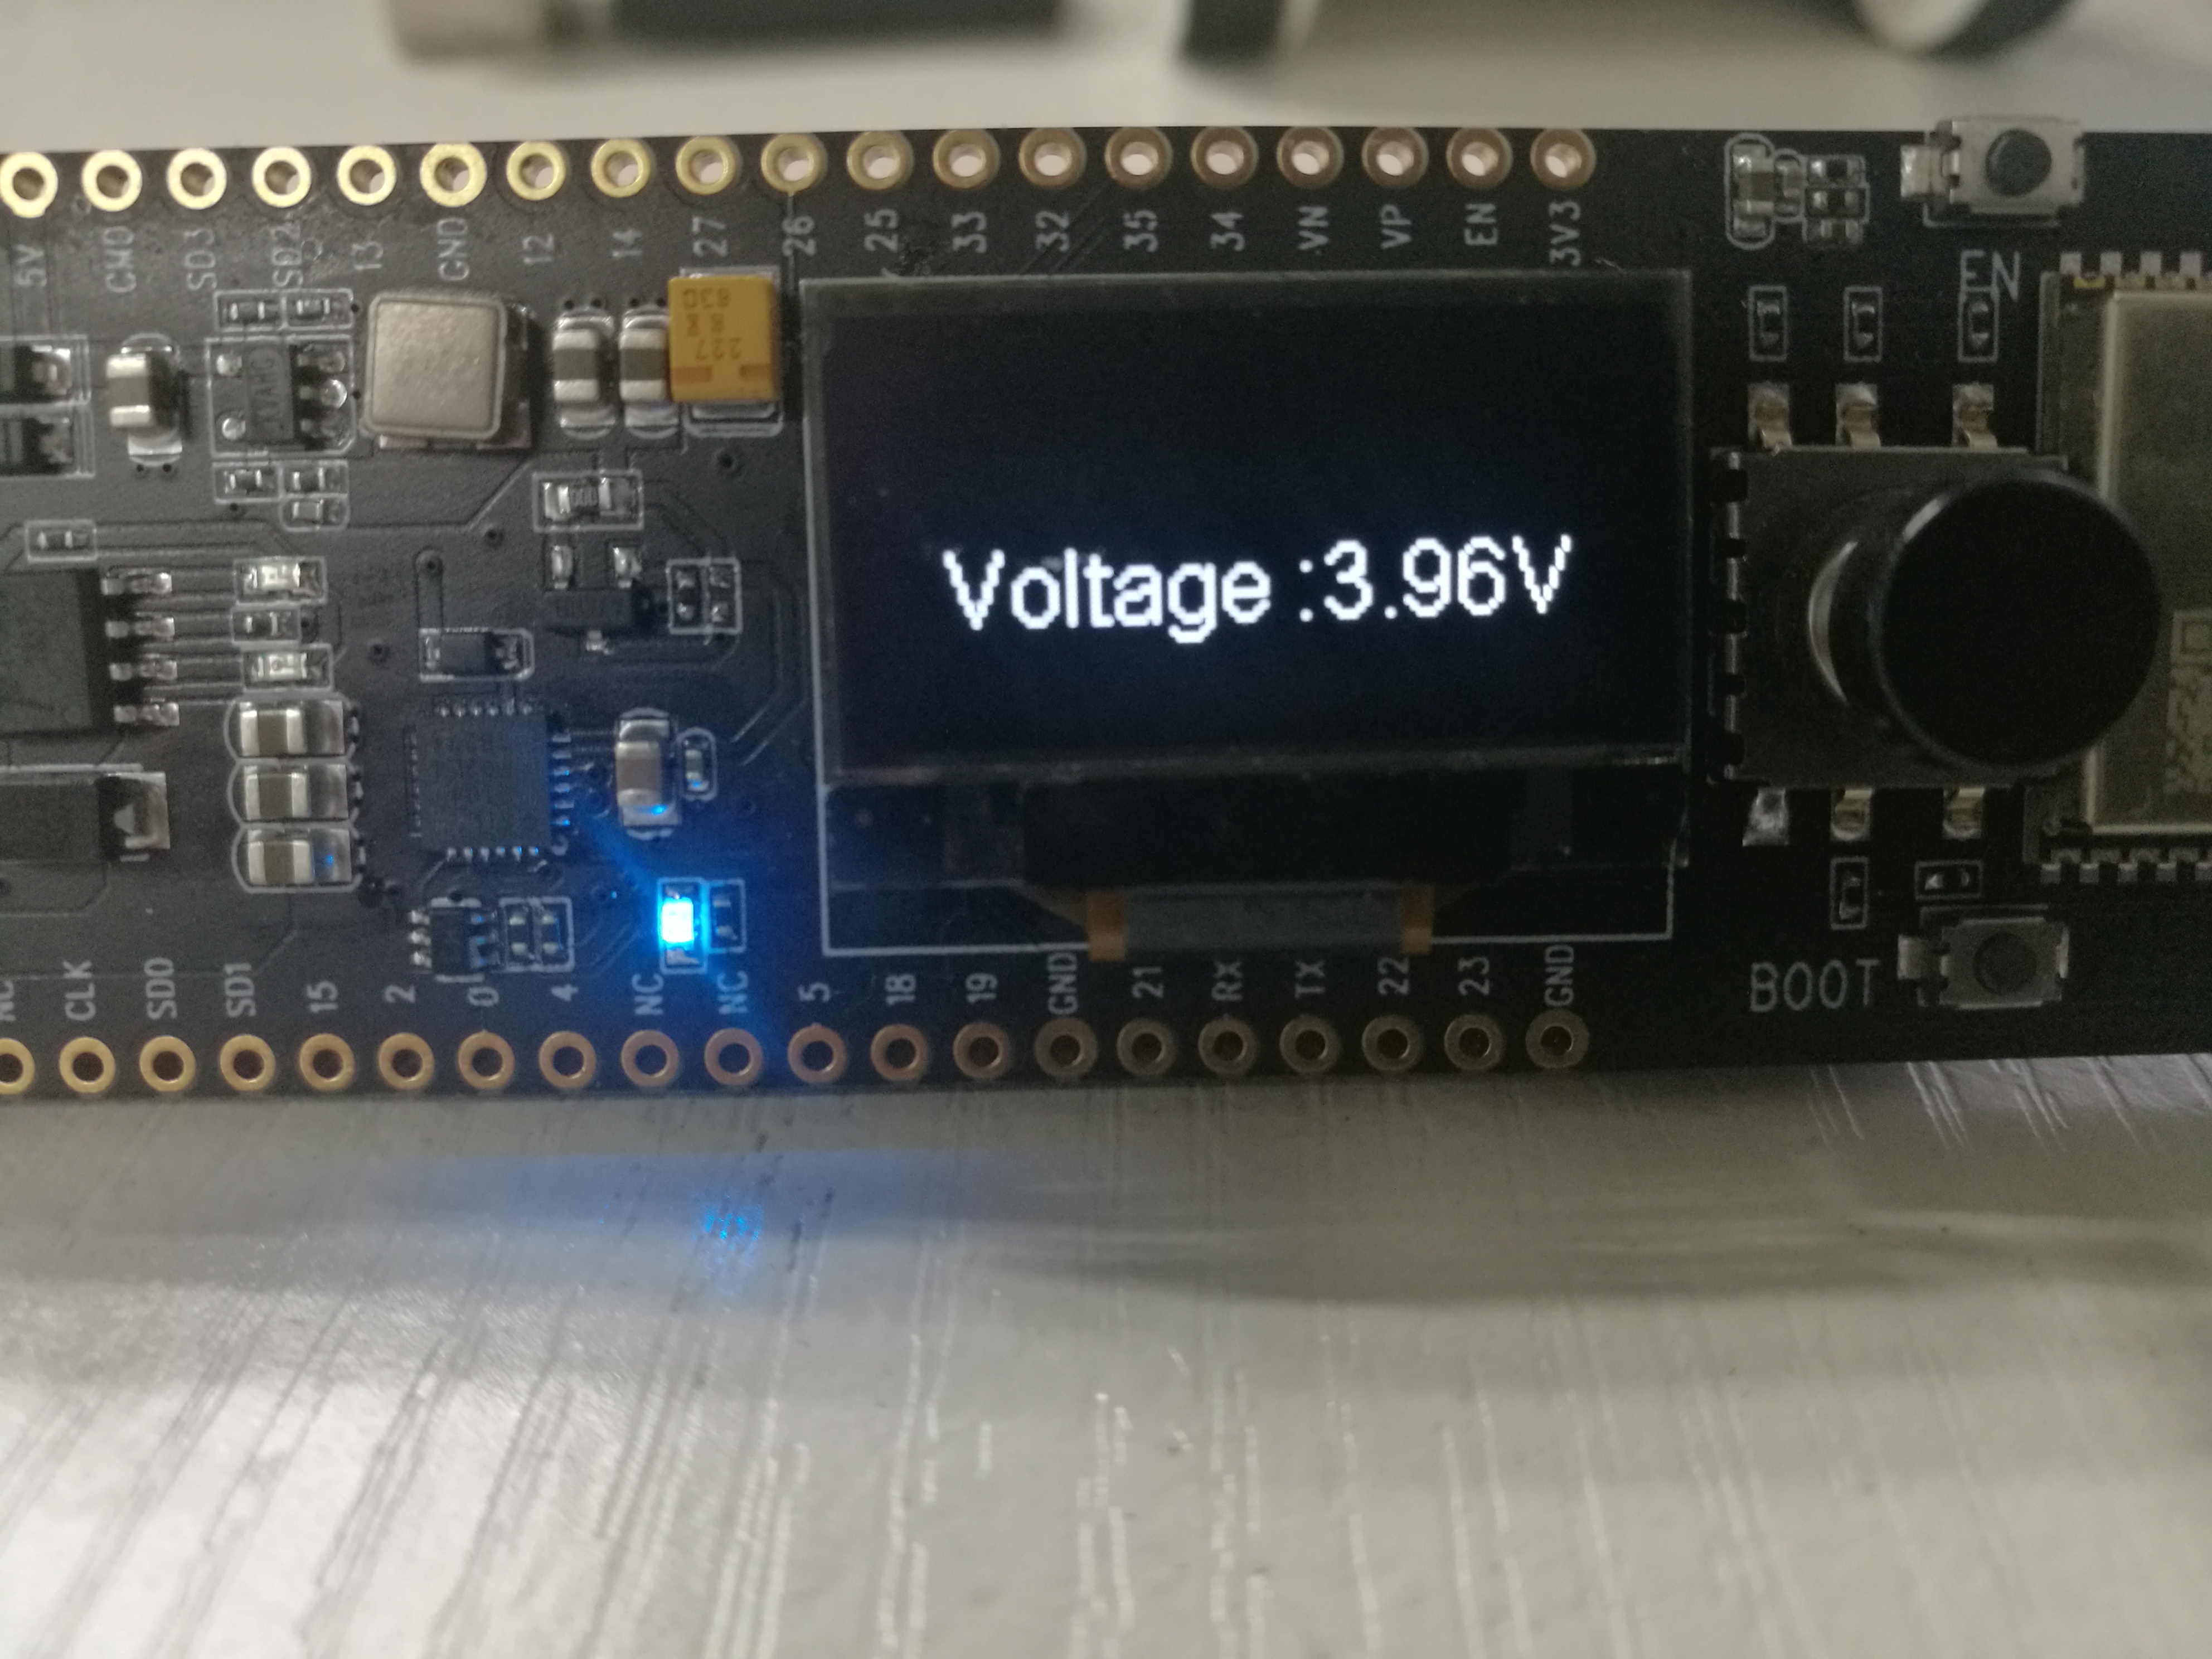 5V
CMD
SD3
SD2
13
GND
12
14
27
26
25
33
32
35
34
VN
VP
EN
3V3
EN
Voltage :3.96V
NC
CLK
SD0
SD1
15
2
0
4
NC
NC
5
18
19
GND
21
RX
TX
22
23
GND
BOOT